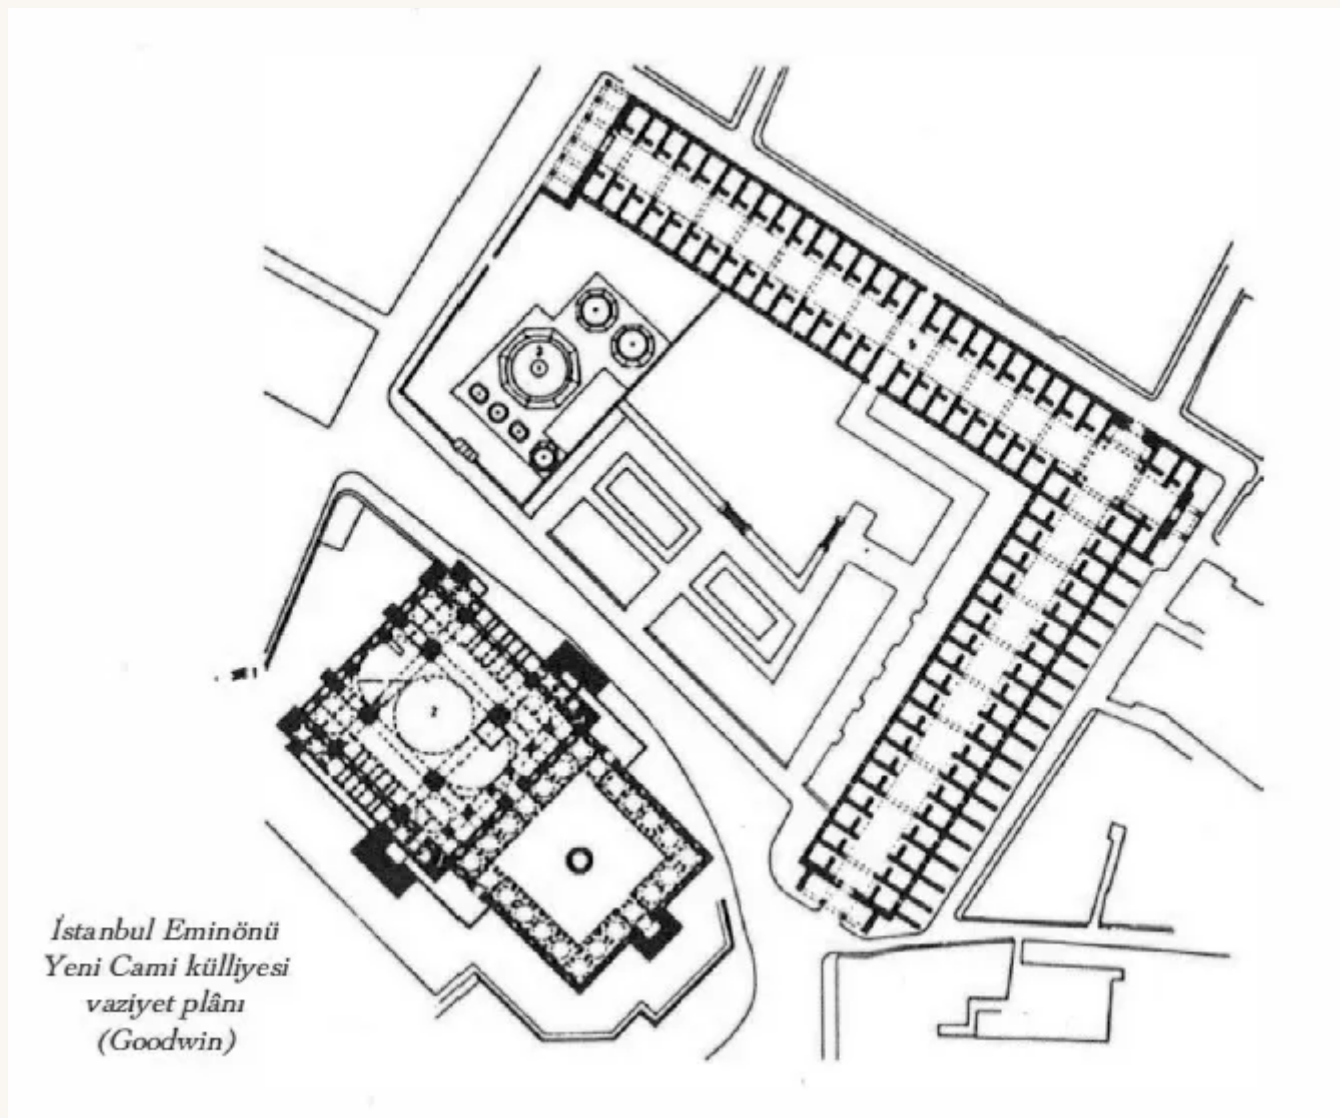 İstanbul Eminönü
Yeni Cami külliyesi
vaziyet plânı
(Goodwin)